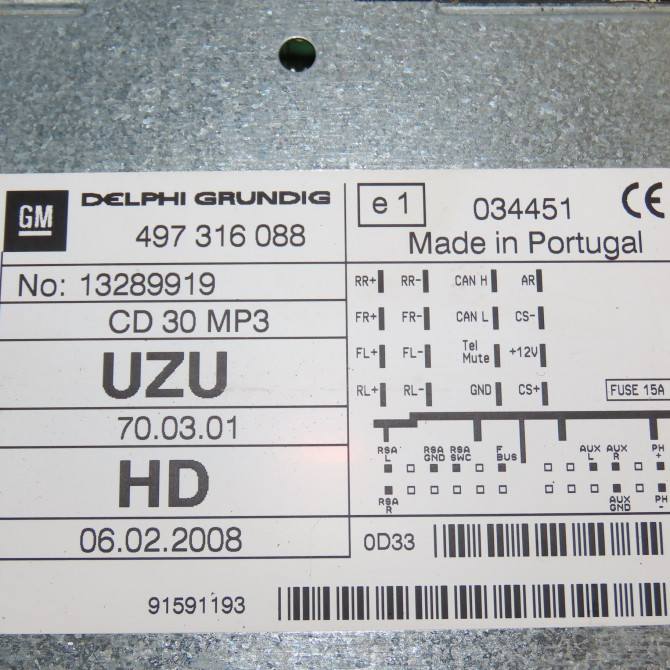 GM DELPHI GRUNDIG
497 316 088
e 1 034451 CE
Made in Portugal
No: 13289919
CD 30 MP3
UZU
70.03.01
HD
06.02.2008
RR+ RR- CAN H AR
FR+ FR- CAN L CS-
FL+ FL- Tel Mute +12V
RL+ RL- GND CS+
FUSE 15A
RSA L RSA GND RSA SWC F BUS AUX L AUX R PH +
RSA R AUX GND PH -
0D33
91591193